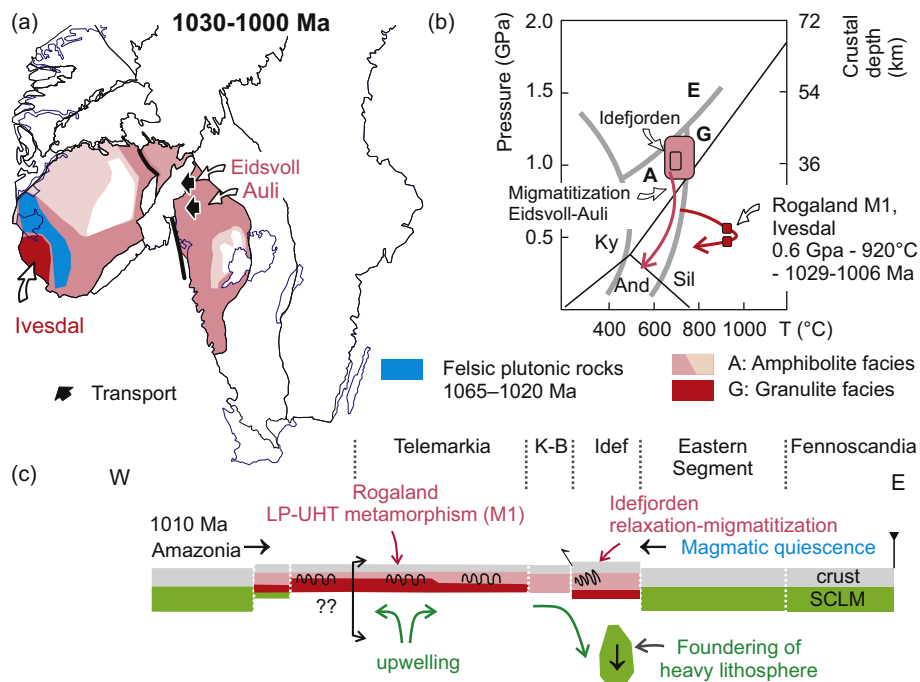 (a)
1030-1000 Ma
Eidsvoll
Auli
Ivesdal
Transport
(b)
Pressure (GPa)
2.0
1.5
1.0
0.5
72
54
36
Crustal
depth
(km)
E
Idefjorden
G
A
Migmatitization
Eidsvoll-Auli
Rogaland M1,
Ivesdal
0.6 Gpa - 920°C
- 1029-1006 Ma
Ky
And
Sil
400 600 800 1000 T (°C)
Felsic plutonic rocks
1065–1020 Ma
A: Amphibolite facies
G: Granulite facies
(c)
W
Telemarkia
K-B
Idef
Eastern
Segment
Fennoscandia
E
Rogaland
LP-UHT metamorphism (M1)
Idefjorden
relaxation-migmatitization
1010 Ma
Amazonia
Magmatic quiescence
crust
SCLM
??
upwelling
Foundering of
heavy lithosphere